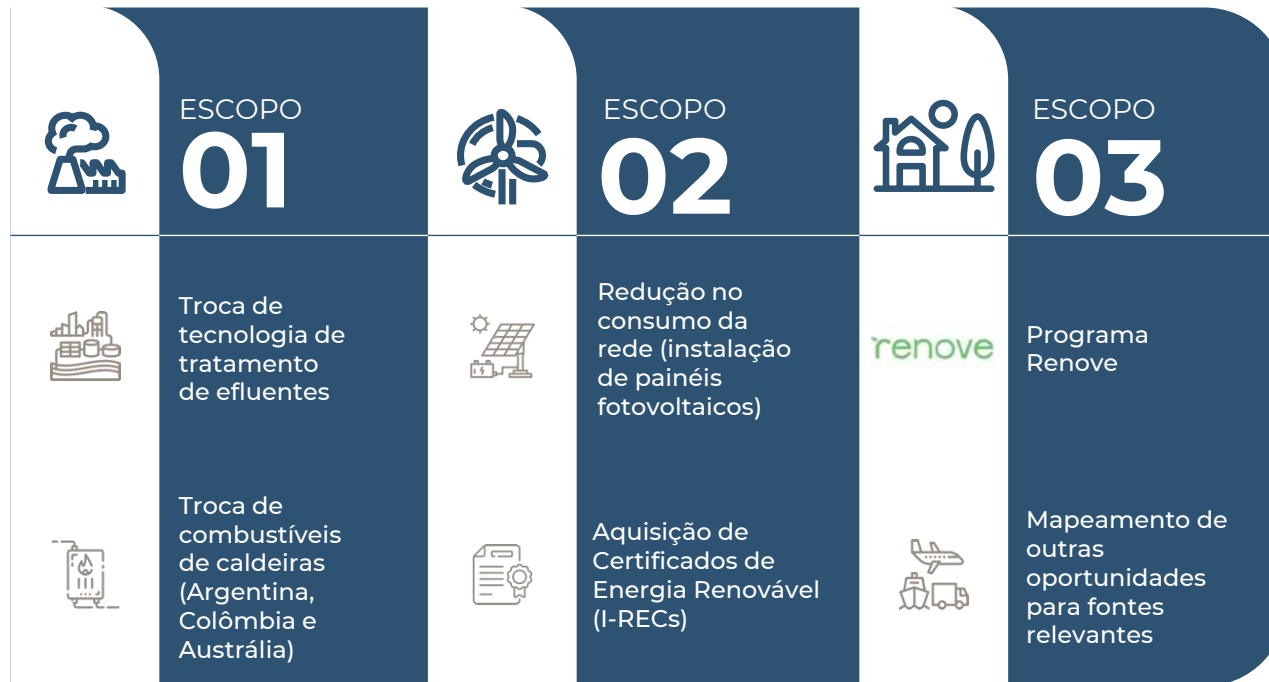 ESCOPO
01
Troca de
tecnologia de
tratamento
de efluentes
Troca de
combustíveis
de caldeiras
(Argentina,
Colômbia e
Austrália)
ESCOPO
02
Redução no
consumo da
rede (instalação
de painéis
fotovoltaicos)
Aquisição de
Certificados de
Energia Renovável
(I-RECs)
ESCOPO
03
renove
Programa
Renove
Mapeamento de
outras
oportunidades
para fontes
relevantes